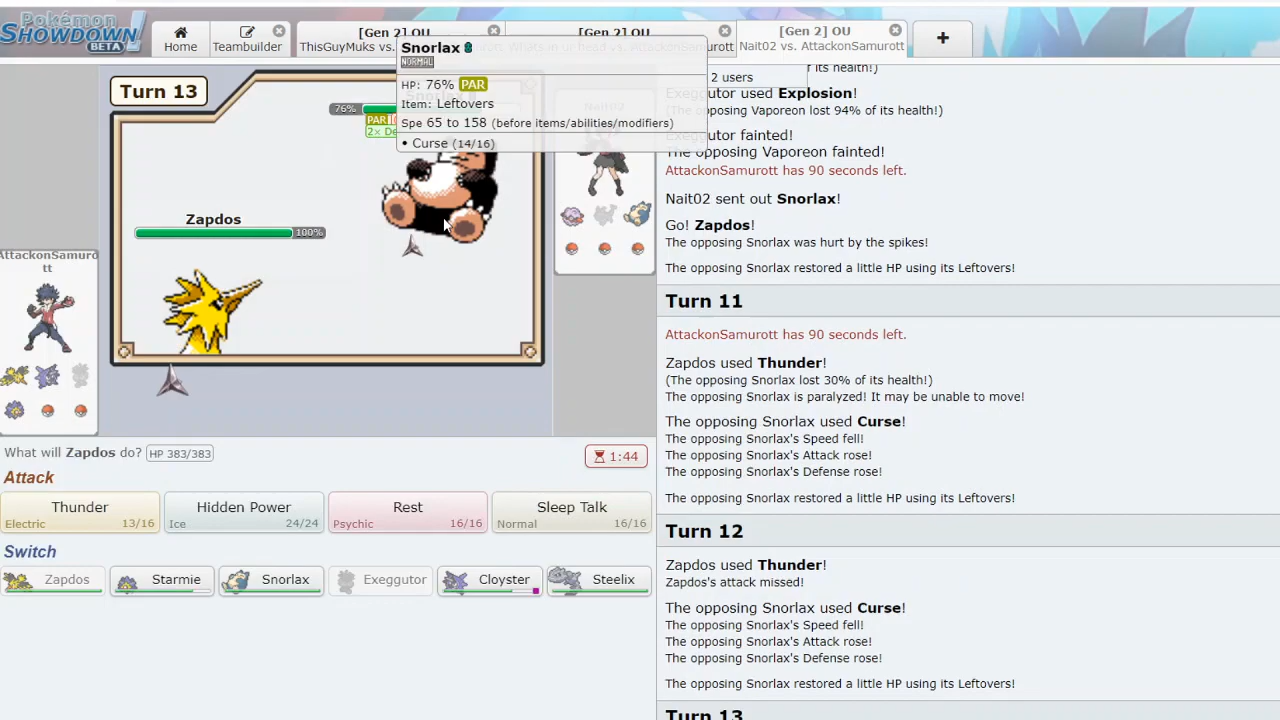 Pokémon
SHOWDOWN
BETA
Home
Teambuilder
[Gen 2] OU
ThisGuyMuks vs.
[Gen 2] OU
[Gen 2] OU
Nait02 vs. AttackonSamurott
+
2 users
Turn 13
76%
PAR
2x De
Snorlax
NORMAL
HP: 76% PAR
Item: Leftovers
Spe 65 to 158 (before items/abilities/modifiers)
• Curse (14/16)
Zapdos
100%
AttackonSamuro
tt
What will Zapdos do? HP 383/383
1:44
Attack
Thunder
Electric 13/16
Hidden Power
Ice 24/24
Rest
Psychic 16/16
Sleep Talk
Normal 16/16
Switch
Zapdos
Starmie
Snorlax
Exeggutor
Cloyster
Steelix
its health!)
Exeggutor used Explosion!
(The opposing Vaporeon lost 94% of its health!)
Exeggutor fainted!
The opposing Vaporeon fainted!
AttackonSamurott has 90 seconds left.
Nait02 sent out Snorlax!
Go! Zapdos!
The opposing Snorlax was hurt by the spikes!
The opposing Snorlax restored a little HP using its Leftovers!
Turn 11
AttackonSamurott has 90 seconds left.
Zapdos used Thunder!
(The opposing Snorlax lost 30% of its health!)
The opposing Snorlax is paralyzed! It may be unable to move!
The opposing Snorlax used Curse!
The opposing Snorlax's Speed fell!
The opposing Snorlax's Attack rose!
The opposing Snorlax's Defense rose!
The opposing Snorlax restored a little HP using its Leftovers!
Turn 12
Zapdos used Thunder!
Zapdos's attack missed!
The opposing Snorlax used Curse!
The opposing Snorlax's Speed fell!
The opposing Snorlax's Attack rose!
The opposing Snorlax's Defense rose!
The opposing Snorlax restored a little HP using its Leftovers!
Turn 13